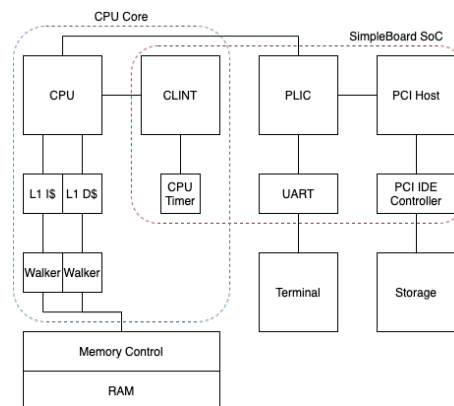 CPU Core
SimpleBoard SoC
CPU
CLINT
PLIC
PCI Host
L1 I$
L1 D$
CPU
Timer
UART
PCI IDE
Controller
Walker
Walker
Terminal
Storage
Memory Control
RAM